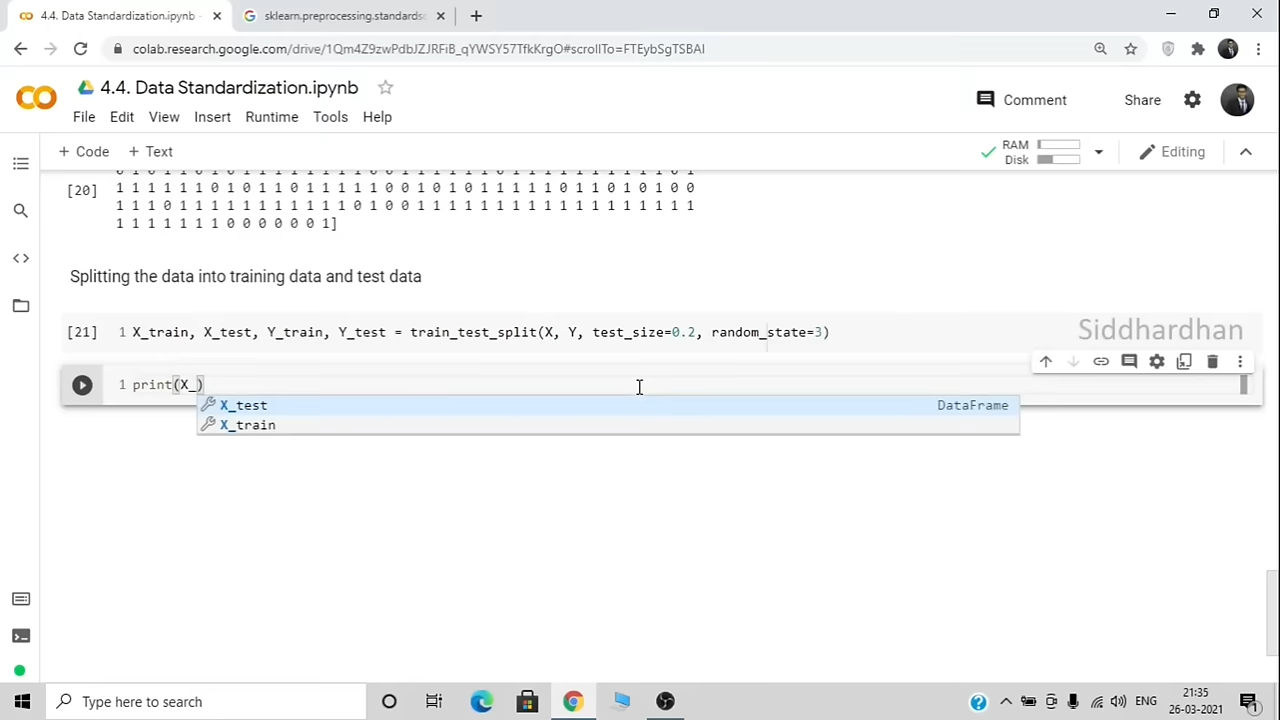 4.4. Data Standardization.ipynb
sklearn.preprocessing.standards
colab.research.google.com/drive/1Qm4Z9zwPdbJZJRFiB_qYWSY57TfkKrgO#scrollTo=FTEybSgTSBAI
4.4. Data Standardization.ipynb
Comment
Share
File Edit View Insert Runtime Tools Help
+ Code + Text
RAM
Disk
Editing
[20]
1 1 1 1 1 1 0 1 0 1 1 0 1 1 1 1 1 0 0 1 0 1 0 1 1 1 1 1 0 1 1 0 1 0 1 0 0
1 1 1 0 1 1 1 1 1 1 1 1 1 1 1 0 1 0 0 1 1 1 1 1 1 1 1 1 1 1 1 1 1 1 1 1 1
1 1 1 1 1 1 1 0 0 0 0 0 0 1]
Splitting the data into training data and test data
[21] 1 X_train, X_test, Y_train, Y_test = train_test_split(X, Y, test_size=0.2, random_state=3)
Siddhardhan
1 print(X_)
X_test DataFrame
X_train
Type here to search
ENG
21:35
26-03-2021
1